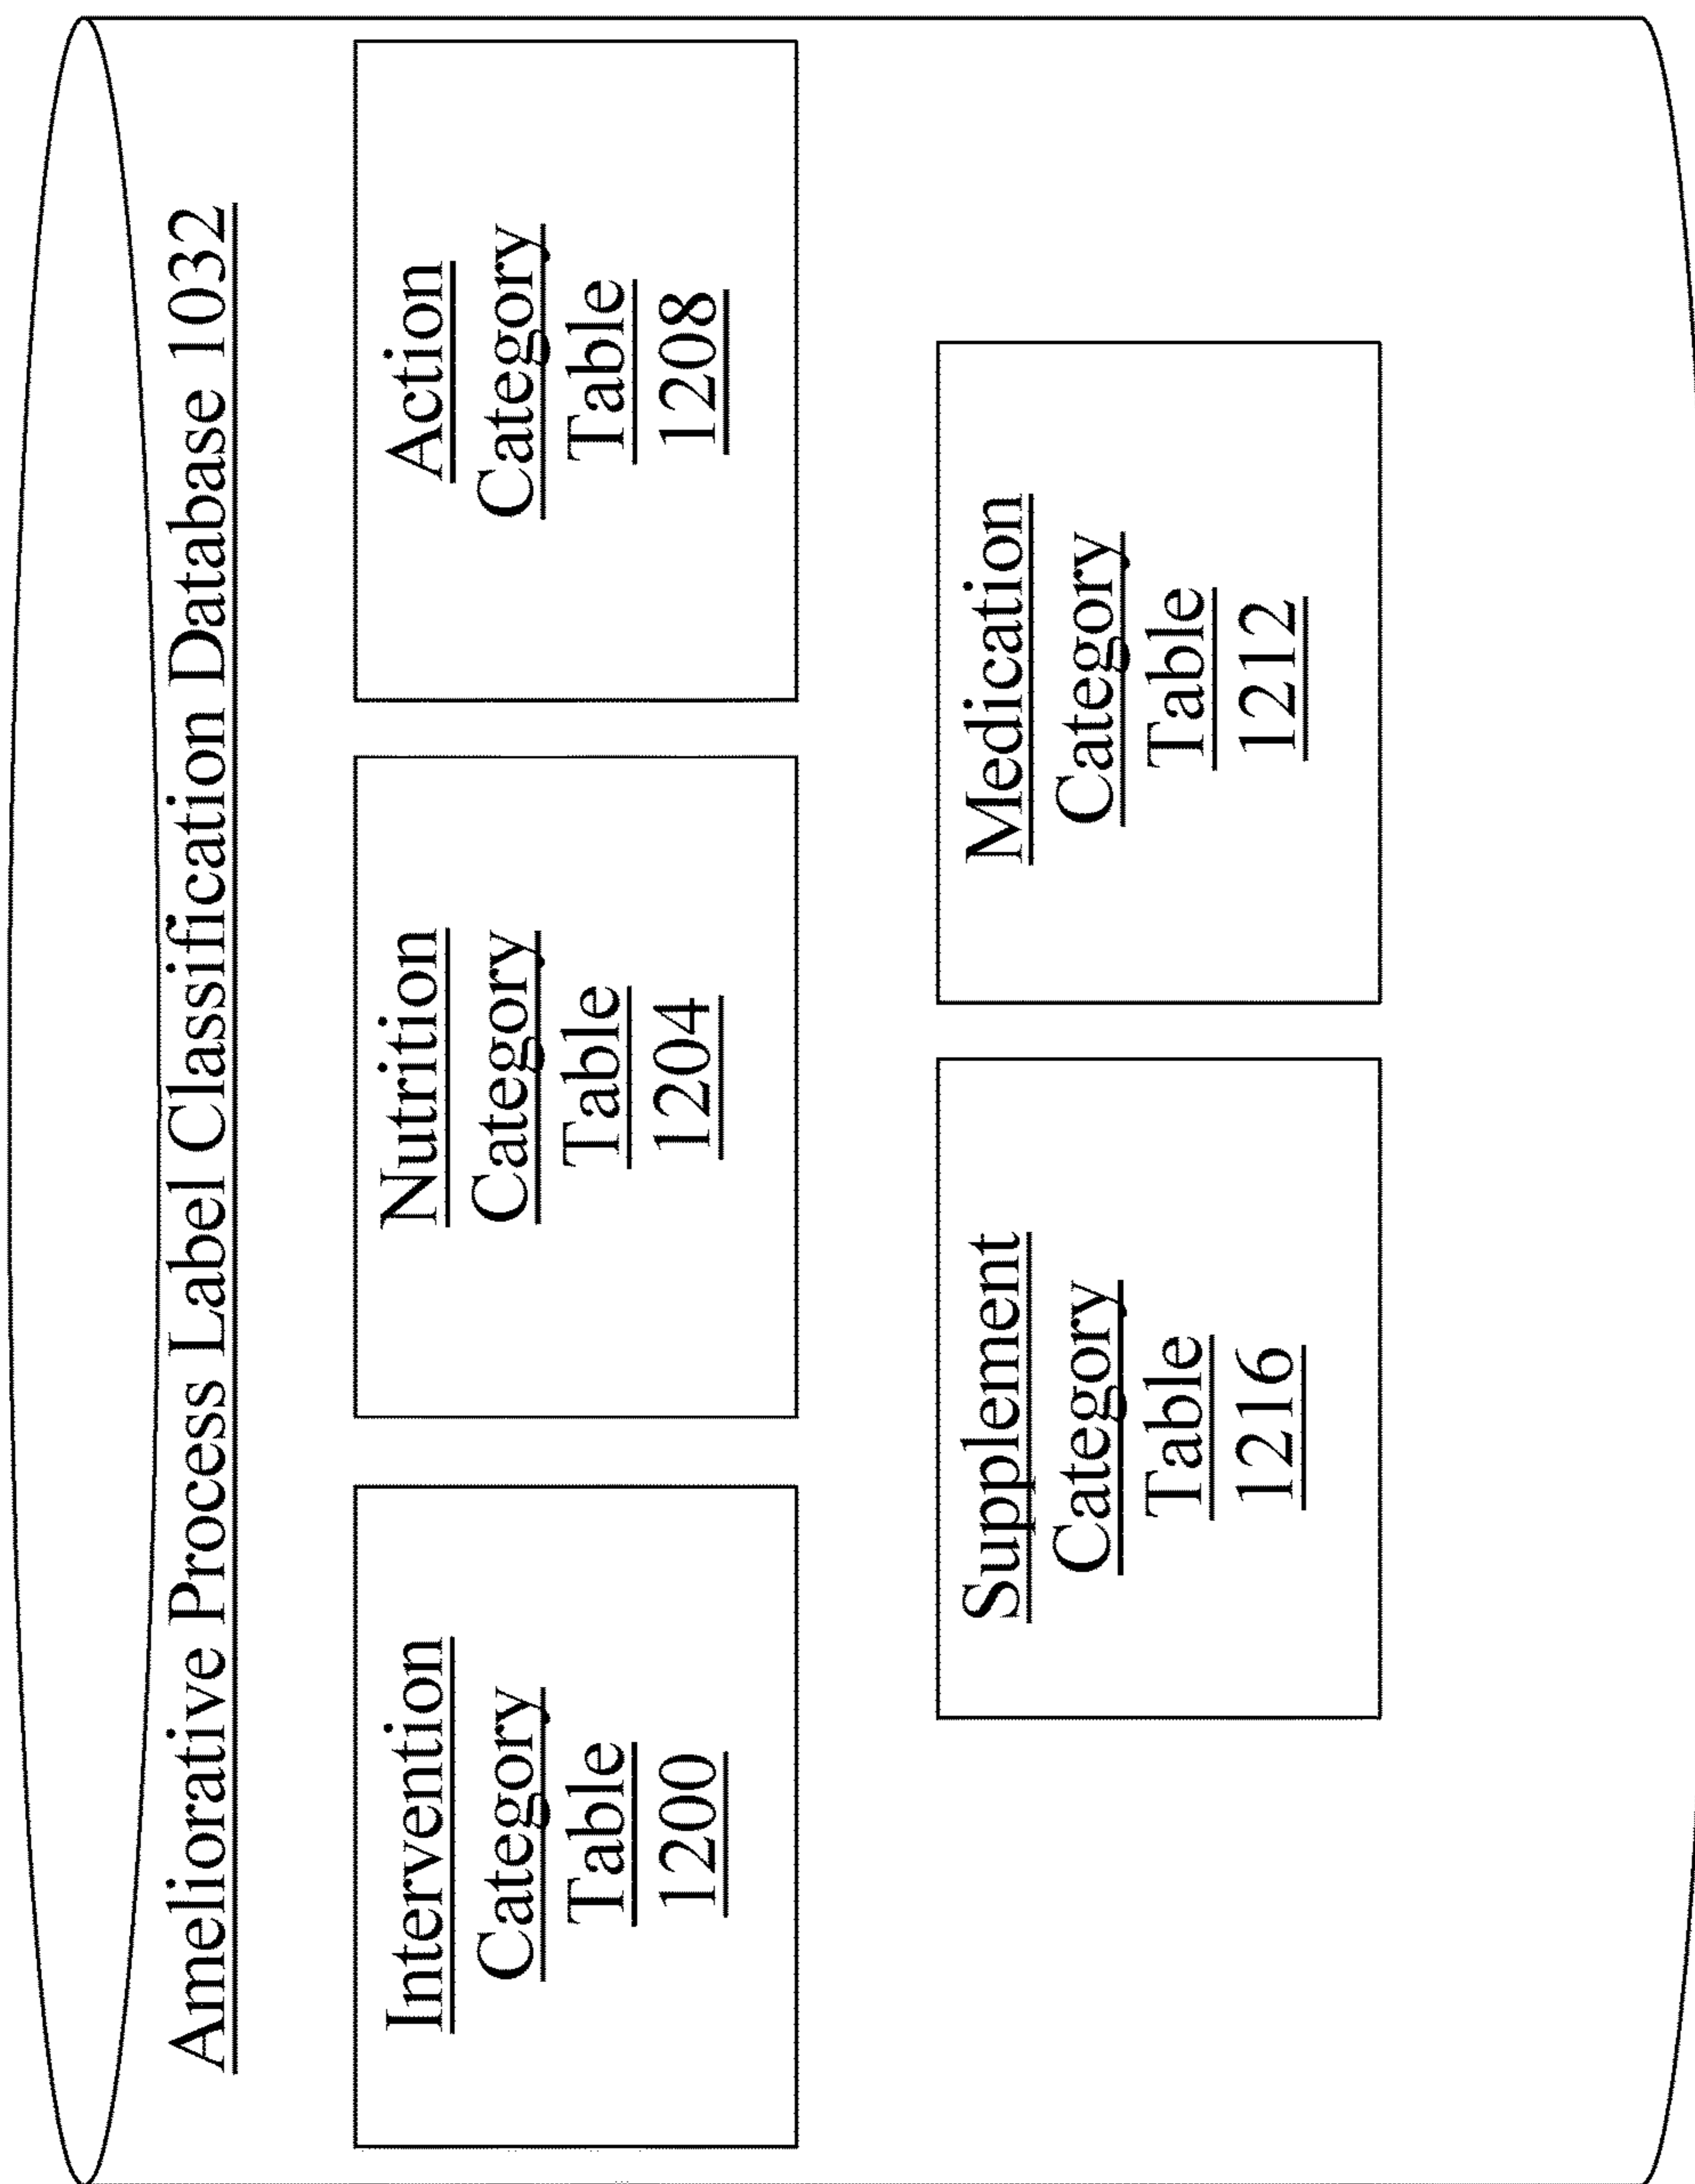 Ameliorative Process Label Classification Database 1032
Intervention
Category
Table
1200
Nutrition
Category
Table
1204
Action
Category
Table
1208
Supplement
Category
Table
1216
Medication
Category
Table
1212